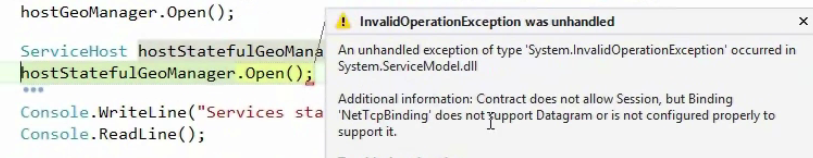 hostGeoManager.Open();
InvalidOperationException was unhandled
ServiceHost hostStatefulGeoMana
hostStatefulGeoManager.Open();
An unhandled exception of type 'System.InvalidOperationException' occurred in
System.ServiceModel.dll
Additional information: Contract does not allow Session, but Binding
'NetTcpBinding' does not support Datagram or is not configured properly to
support it.
Console.WriteLine("Services sta
Console.ReadLine();